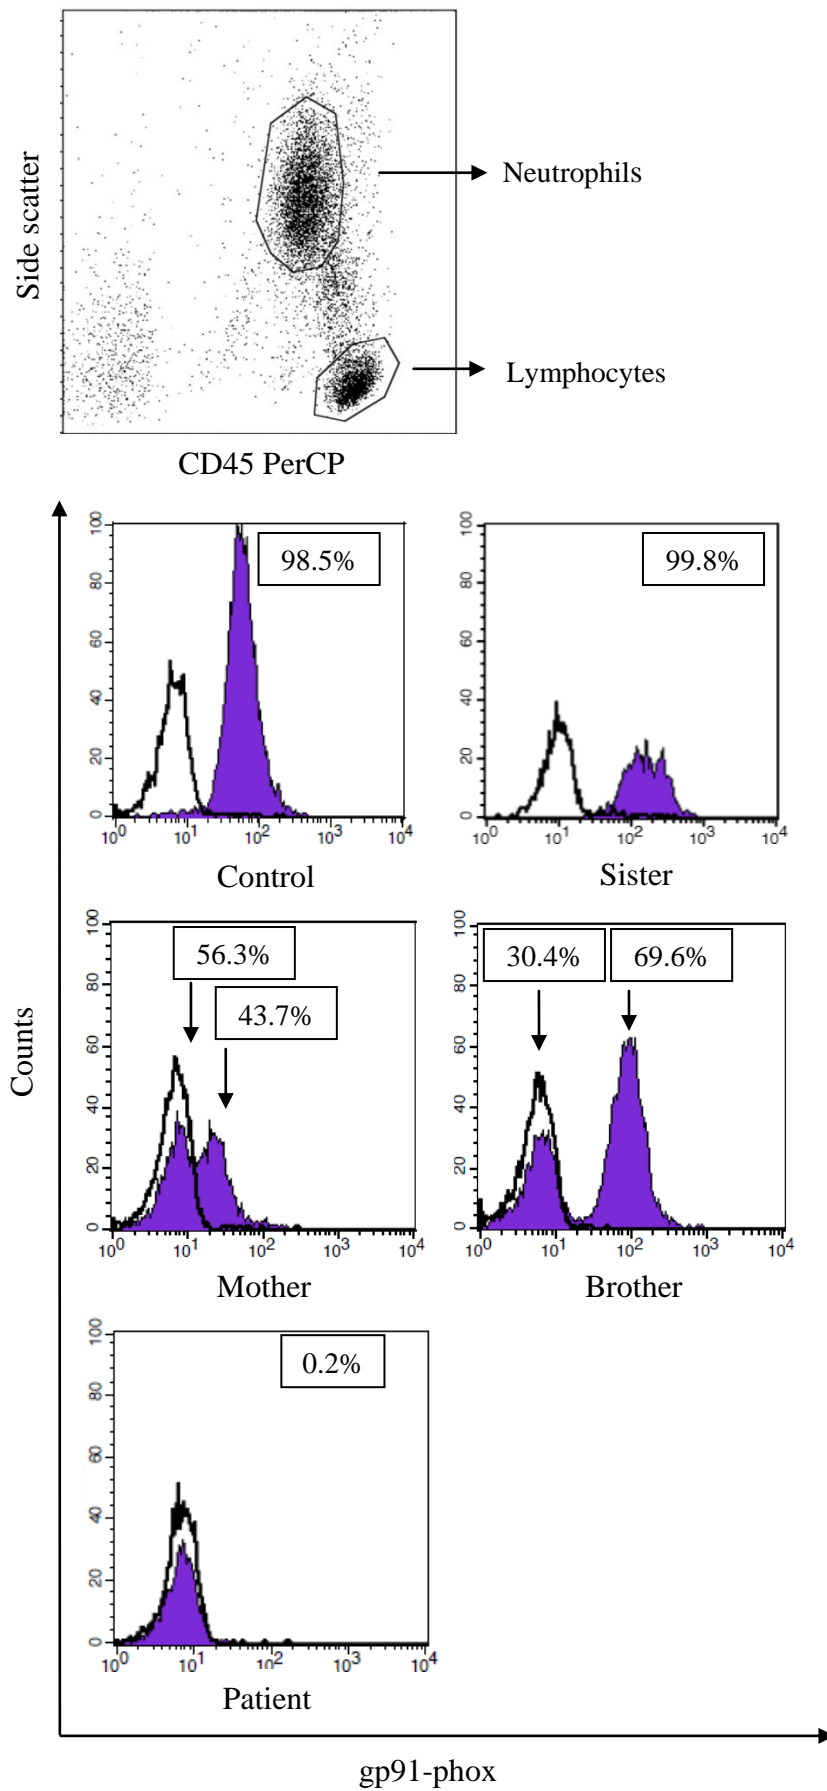 Side scatter
Neutrophils
Lymphocytes
CD45 PerCP
Counts
100
80
60
40
20
0
98.5%
10^0 10^1 10^2 10^3 10^4
Control
100
80
60
40
20
0
99.8%
10^0 10^1 10^2 10^3 10^4
Sister
100
80
60
40
20
0
56.3%
43.7%
10^0 10^1 10^2 10^3 10^4
Mother
100
80
60
40
20
0
30.4% 69.6%
10^0 10^1 10^2 10^3 10^4
Brother
100
80
60
40
20
0
0.2%
10^0 10^1 10^2 10^3 10^4
Patient
gp91-phox